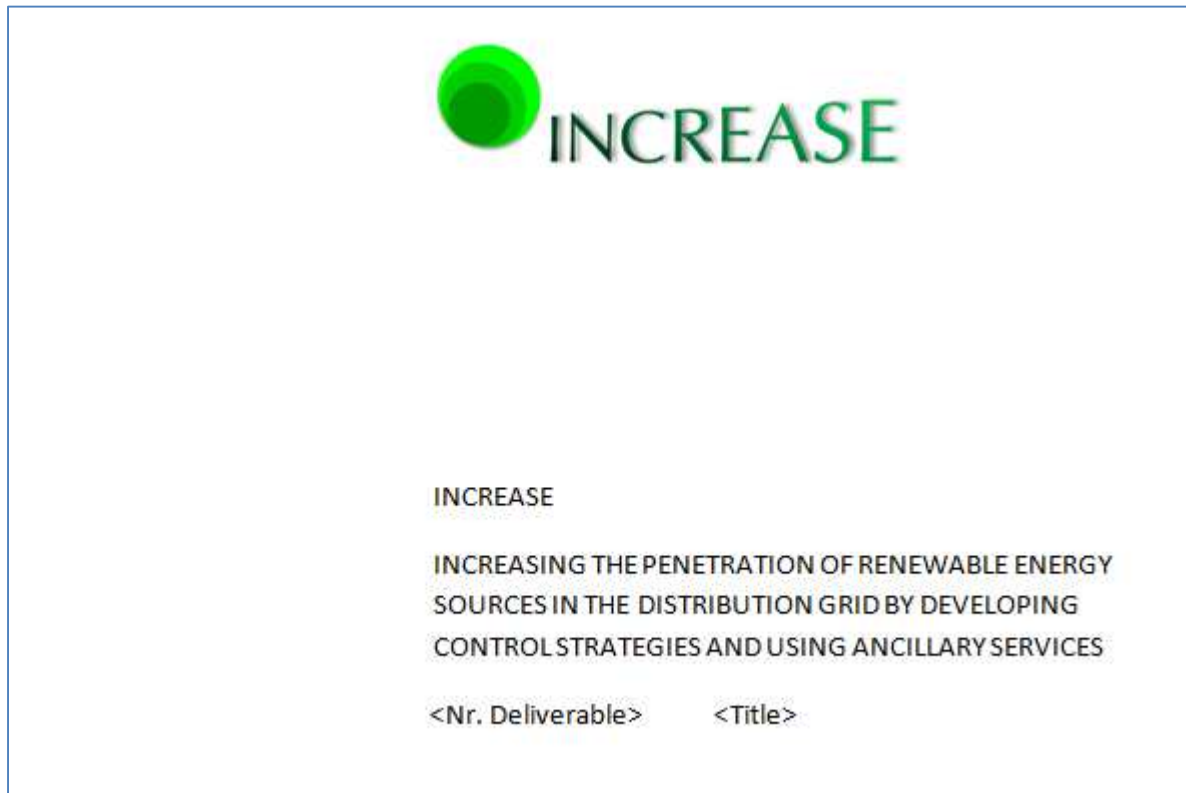 INCREASE
INCREASE
INCREASING THE PENETRATION OF RENEWABLE ENERGY
SOURCES IN THE DISTRIBUTION GRID BY DEVELOPING
CONTROL STRATEGIES AND USING ANCILLARY SERVICES
<Nr. Deliverable> <Title>